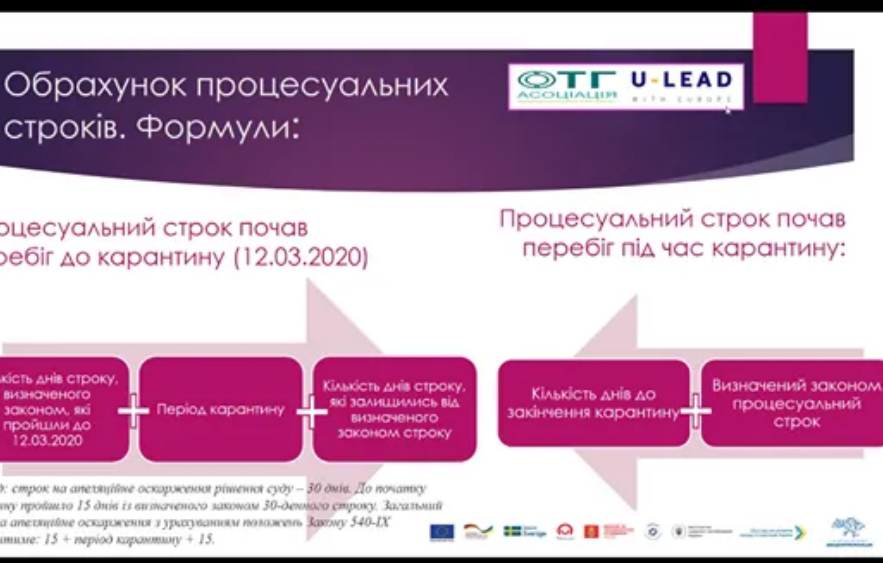 Обрахунок процесуальних
строків. Формули:
ОТГ
АСОЦІАЦІЯ
U-LEAD
WITH EUROPE
оцесуальний строк почав
ребіг до карантину (12.03.2020)
Процесуальний строк почав
перебіг під час карантину:
кість днів строку,
визначеного
законом, які
пройшли до
12.03.2020
Період карантину
Кількість днів строку,
які залишились від
визначеного
законом строку
Кількість днів до
закінчення карантину
Визначений законом
процесуальний
строк
д: строк на апеляційне оскарження рішення суду – 30 днів. До початку
ну пройшло 15 днів із визначеного законом 30-денного строку. Загальний
а апеляційне оскарження з урахуванням положень Закону 540-IX
тиме: 15 + період карантину + 15.
Sverige